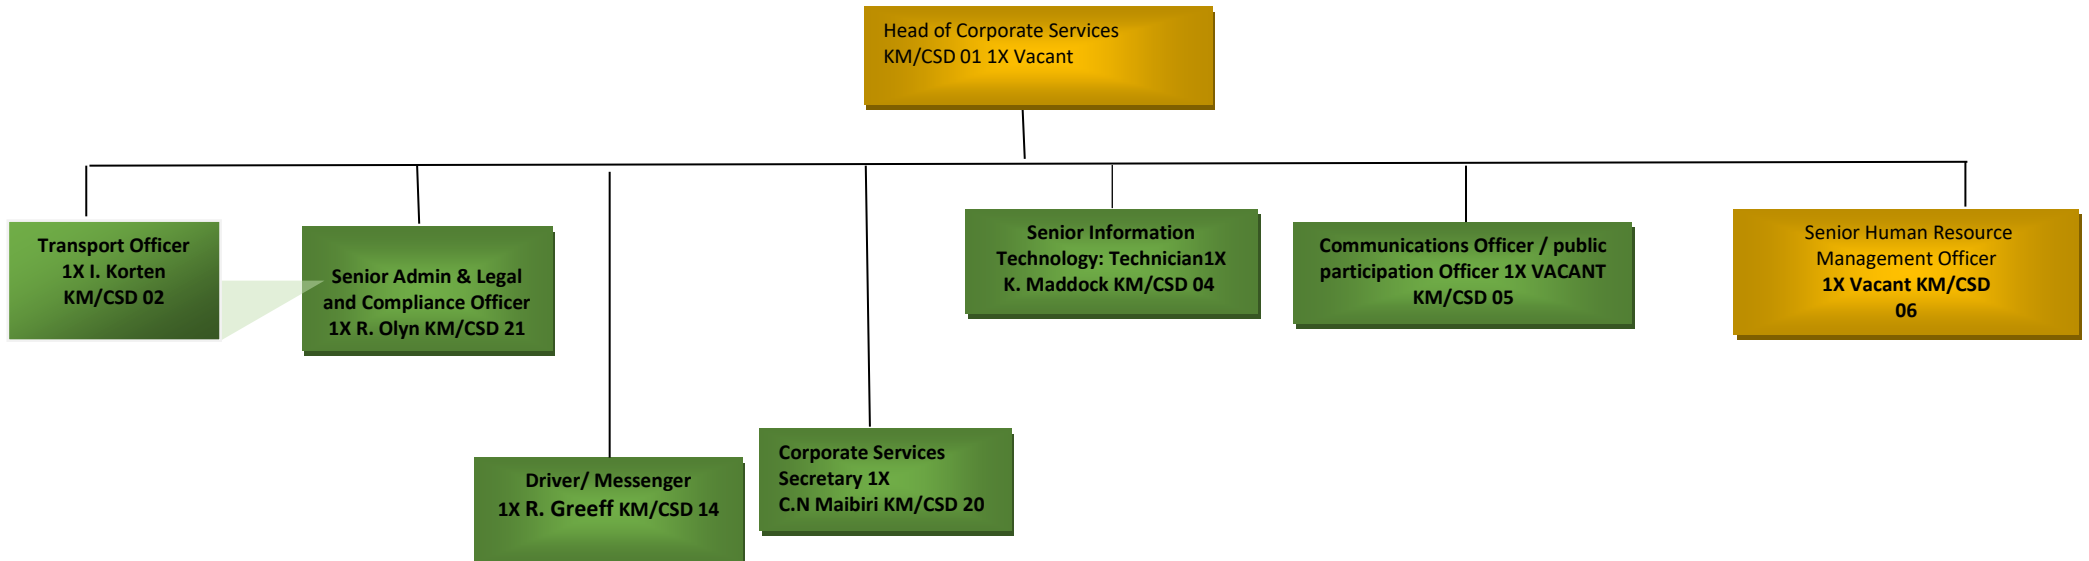 Head of Corporate Services
KM/CSD 01 1X Vacant
Transport Officer
1X I. Korten
KM/CSD 02
Senior Admin & Legal
and Compliance Officer
1X R. Olyn KM/CSD 21
Driver/ Messenger
1X R. Greeff KM/CSD 14
Corporate Services
Secretary 1X
C.N Maibiri KM/CSD 20
Senior Information
Technology: Technician1X
K. Maddock KM/CSD 04
Communications Officer / public
participation Officer 1X VACANT
KM/CSD 05
Senior Human Resource
Management Officer
1X Vacant KM/CSD
06